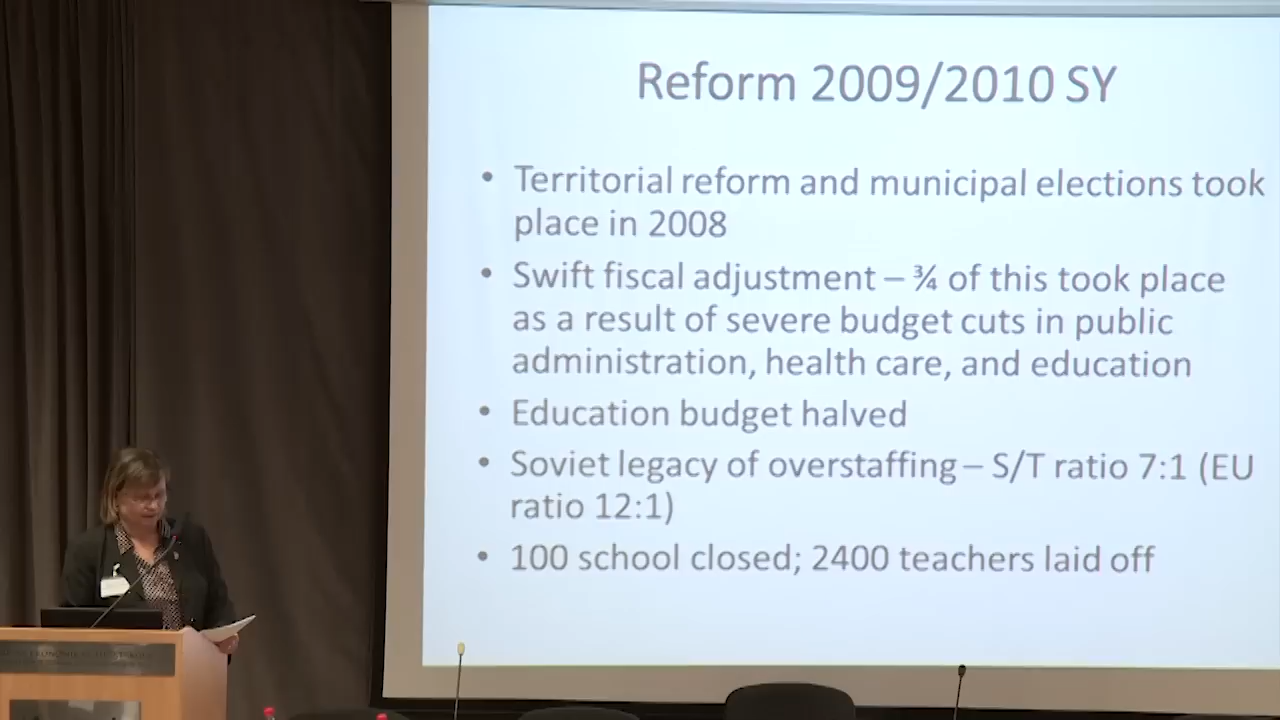 Reform 2009/2010 SY
• Territorial reform and municipal elections took
place in 2008
• Swift fiscal adjustment – ¾ of this took place
as a result of severe budget cuts in public
administration, health care, and education
• Education budget halved
• Soviet legacy of overstaffing – S/T ratio 7:1 (EU
ratio 12:1)
• 100 school closed; 2400 teachers laid off